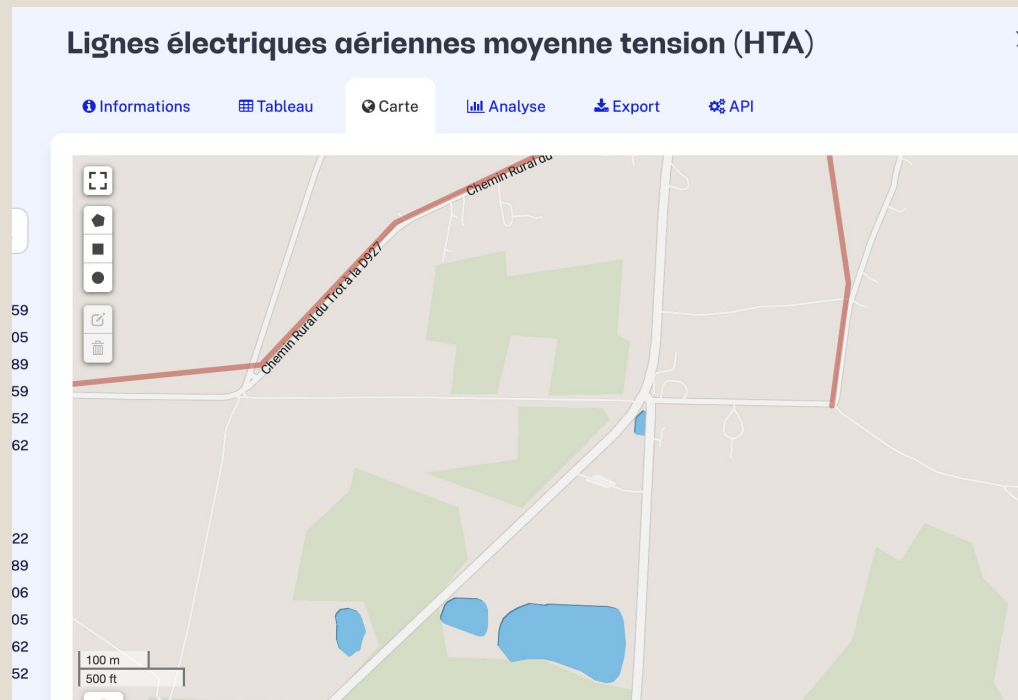 Lignes électriques aériennes moyenne tension (HTA)
Informations
Tableau
Carte
Analyse
Export
API
Chemin Rural du
Chemin Rural du Trot à la D927
59
05
89
59
52
62
22
89
06
05
62
52
100 m
500 ft